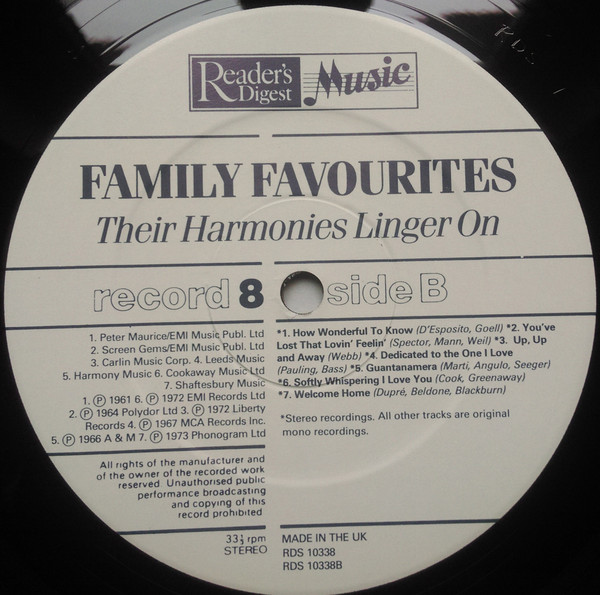 Reader's Digest Music
FAMILY FAVOURITES
Their Harmonies Linger On
record 8 side B
1. Peter Maurice/EMI Music Publ. Ltd
2. Screen Gems/EMI Music Publ. Ltd
3. Carlin Music Corp. 4. Leeds Music
5. Harmony Music 6. Cookaway Music Ltd
7. Shaftesbury Music
1. Ⓟ 1961 6. Ⓟ 1972 EMI Records Ltd
2. Ⓟ 1964 Polydor Ltd 3. Ⓟ 1972 Liberty
Records 4. Ⓟ 1967 MCA Records Inc.
5. Ⓟ 1966 A & M 7. Ⓟ 1973 Phonogram Ltd
All rights of the manufacturer and
of the owner of the recorded work
reserved. Unauthorised public
performance broadcasting
and copying of this
record prohibited.
33⅓ rpm
STEREO
*1. How Wonderful To Know (D'Esposito, Goell) *2. You've
Lost That Lovin' Feelin' (Spector, Mann, Weil) *3. Up, Up
and Away (Webb) *4. Dedicated to the One I Love
(Pauling, Bass) *5. Guantanamera (Marti, Angulo, Seeger)
*6. Softly Whispering I Love You (Cook, Greenaway)
*7. Welcome Home (Dupré, Beldone, Blackburn)
*Stereo recordings. All other tracks are original
mono recordings.
MADE IN THE UK
RDS 10338
RDS 10338B